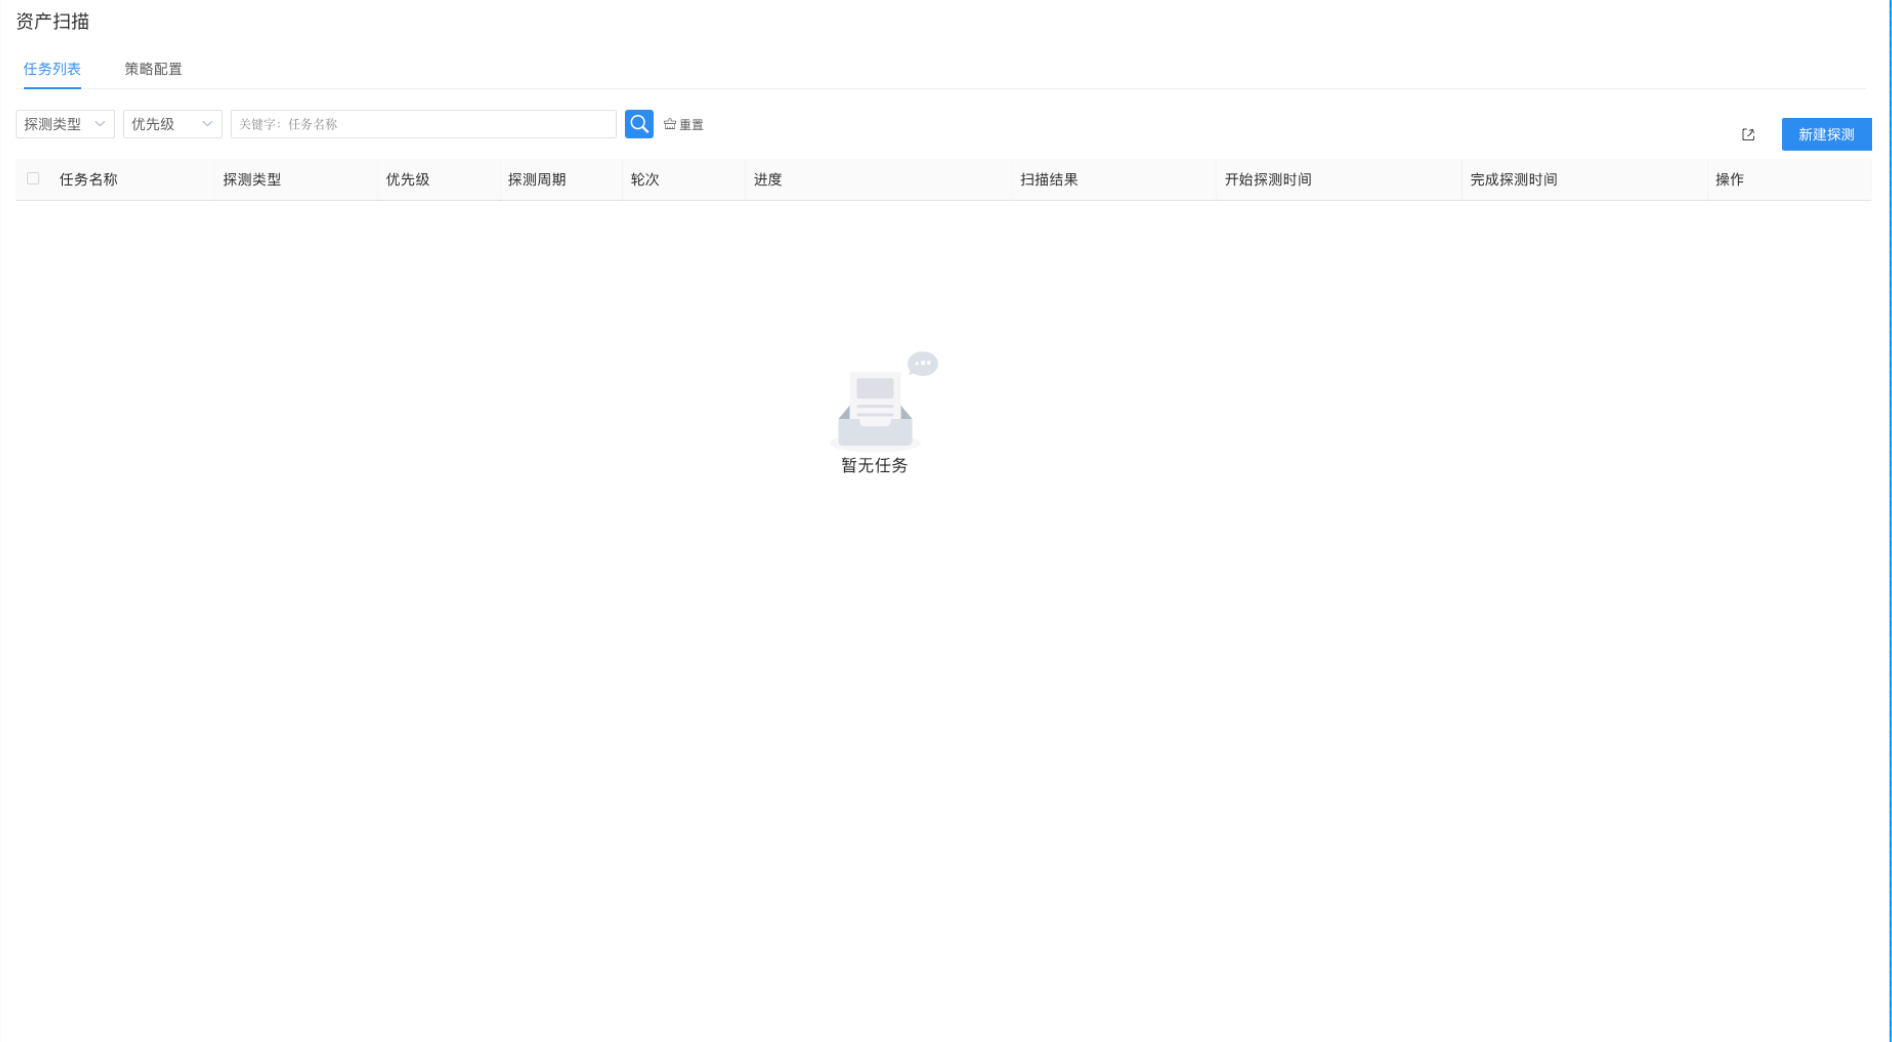 资产扫描
任务列表 策略配置
探测类型 优先级 关键字：任务名称 重置 新建探测
任务名称 探测类型 优先级 探测周期 轮次 进度 扫描结果 开始探测时间 完成探测时间 操作
暂无任务